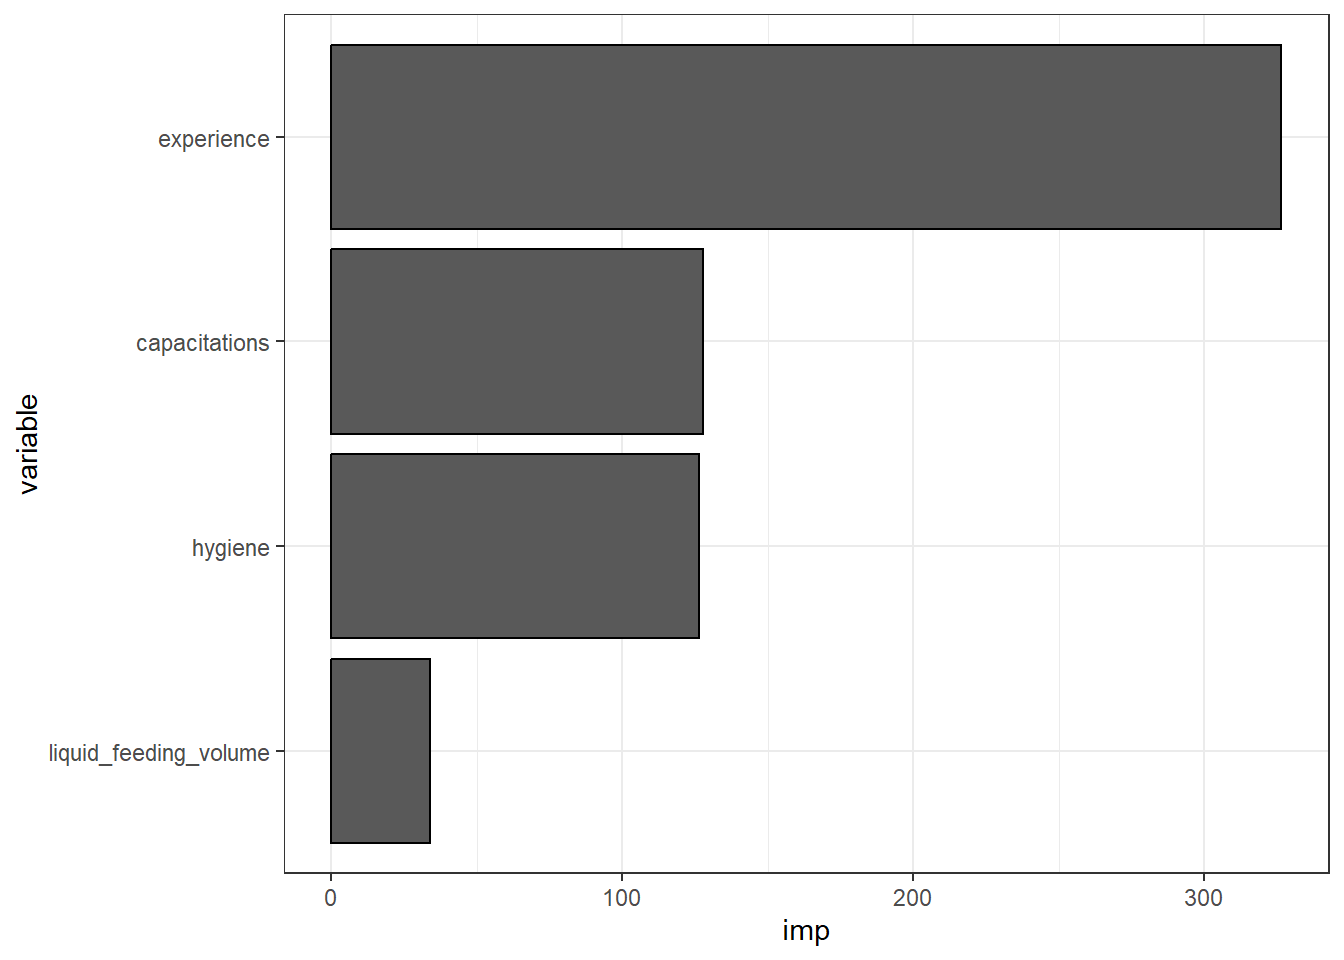 experience
capacitations
hygiene
liquid_feeding_volume
variable
0 100 200 300
imp